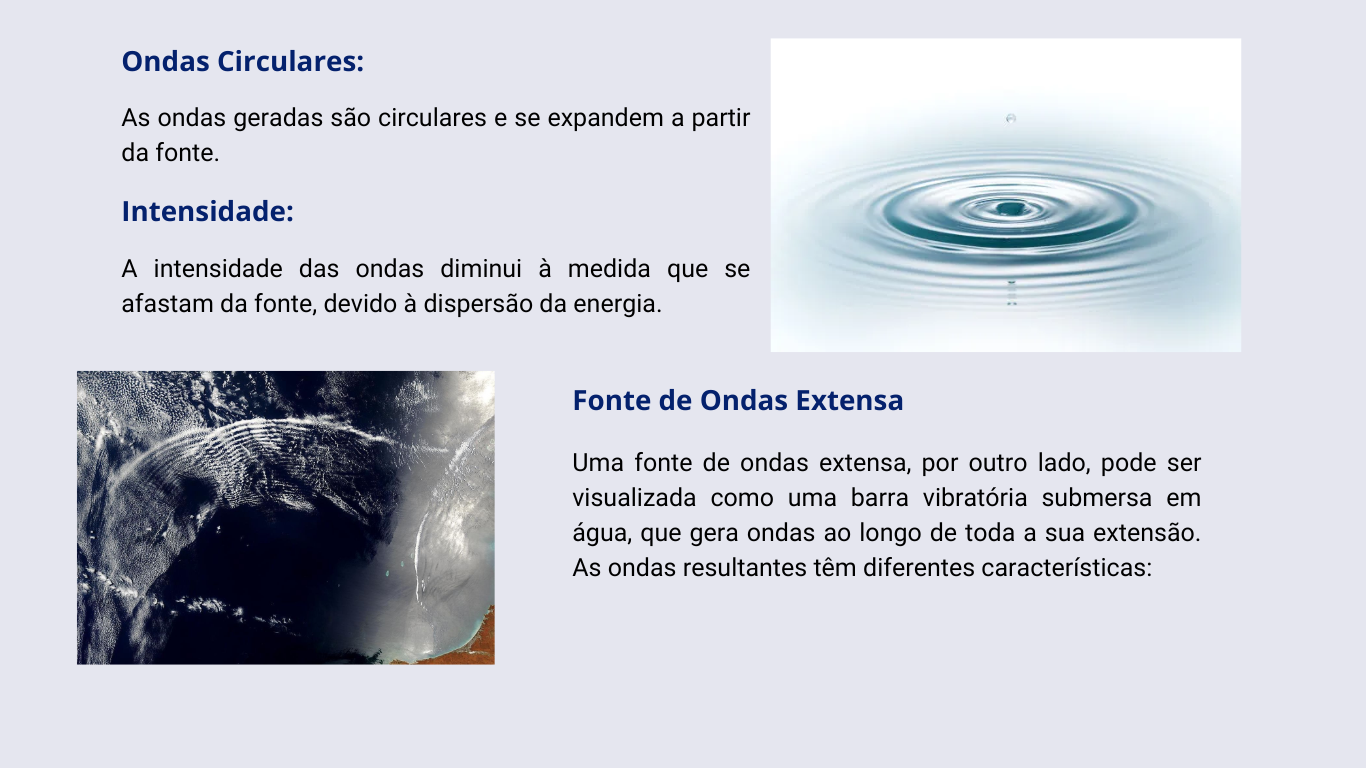 Ondas Circulares:
As ondas geradas são circulares e se expandem a partir
da fonte.
Intensidade:
A intensidade das ondas diminui à medida que se
afastam da fonte, devido à dispersão da energia.
Fonte de Ondas Extensa
Uma fonte de ondas extensa, por outro lado, pode ser
visualizada como uma barra vibratória submersa em
água, que gera ondas ao longo de toda a sua extensão.
As ondas resultantes têm diferentes características: